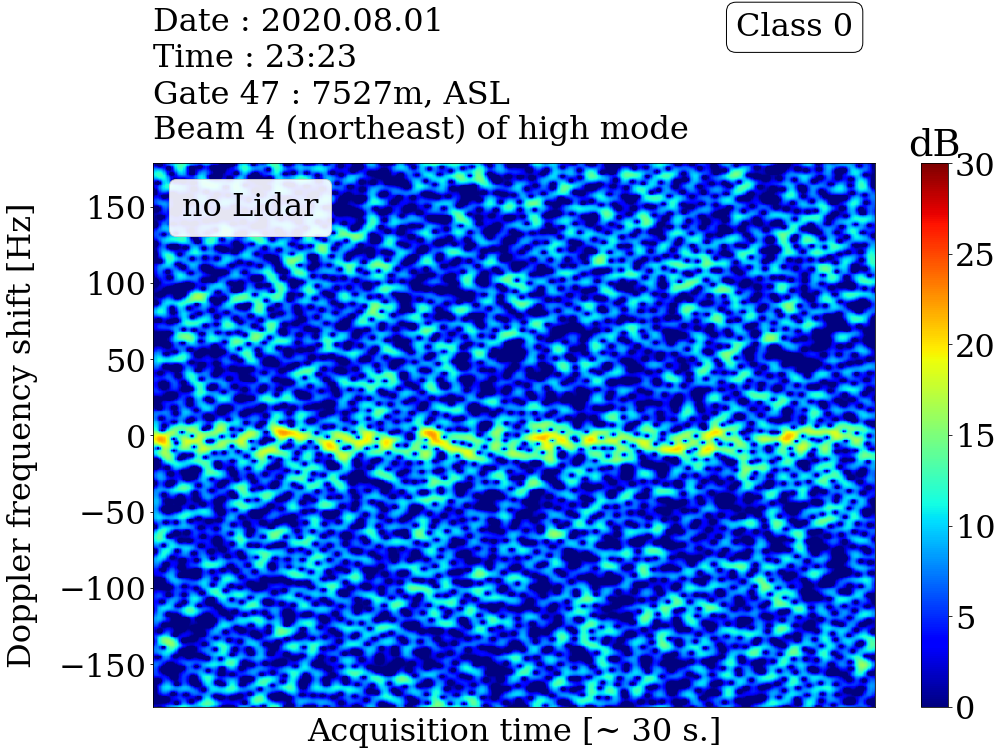 Date : 2020.08.01
Time : 23:23
Gate 47 : 7527m, ASL
Beam 4 (northeast) of high mode
Class 0
dB
no Lidar
Doppler frequency shift [Hz]
150
100
50
0
−50
−100
−150
30
25
20
15
10
5
0
Acquisition time [~ 30 s.]